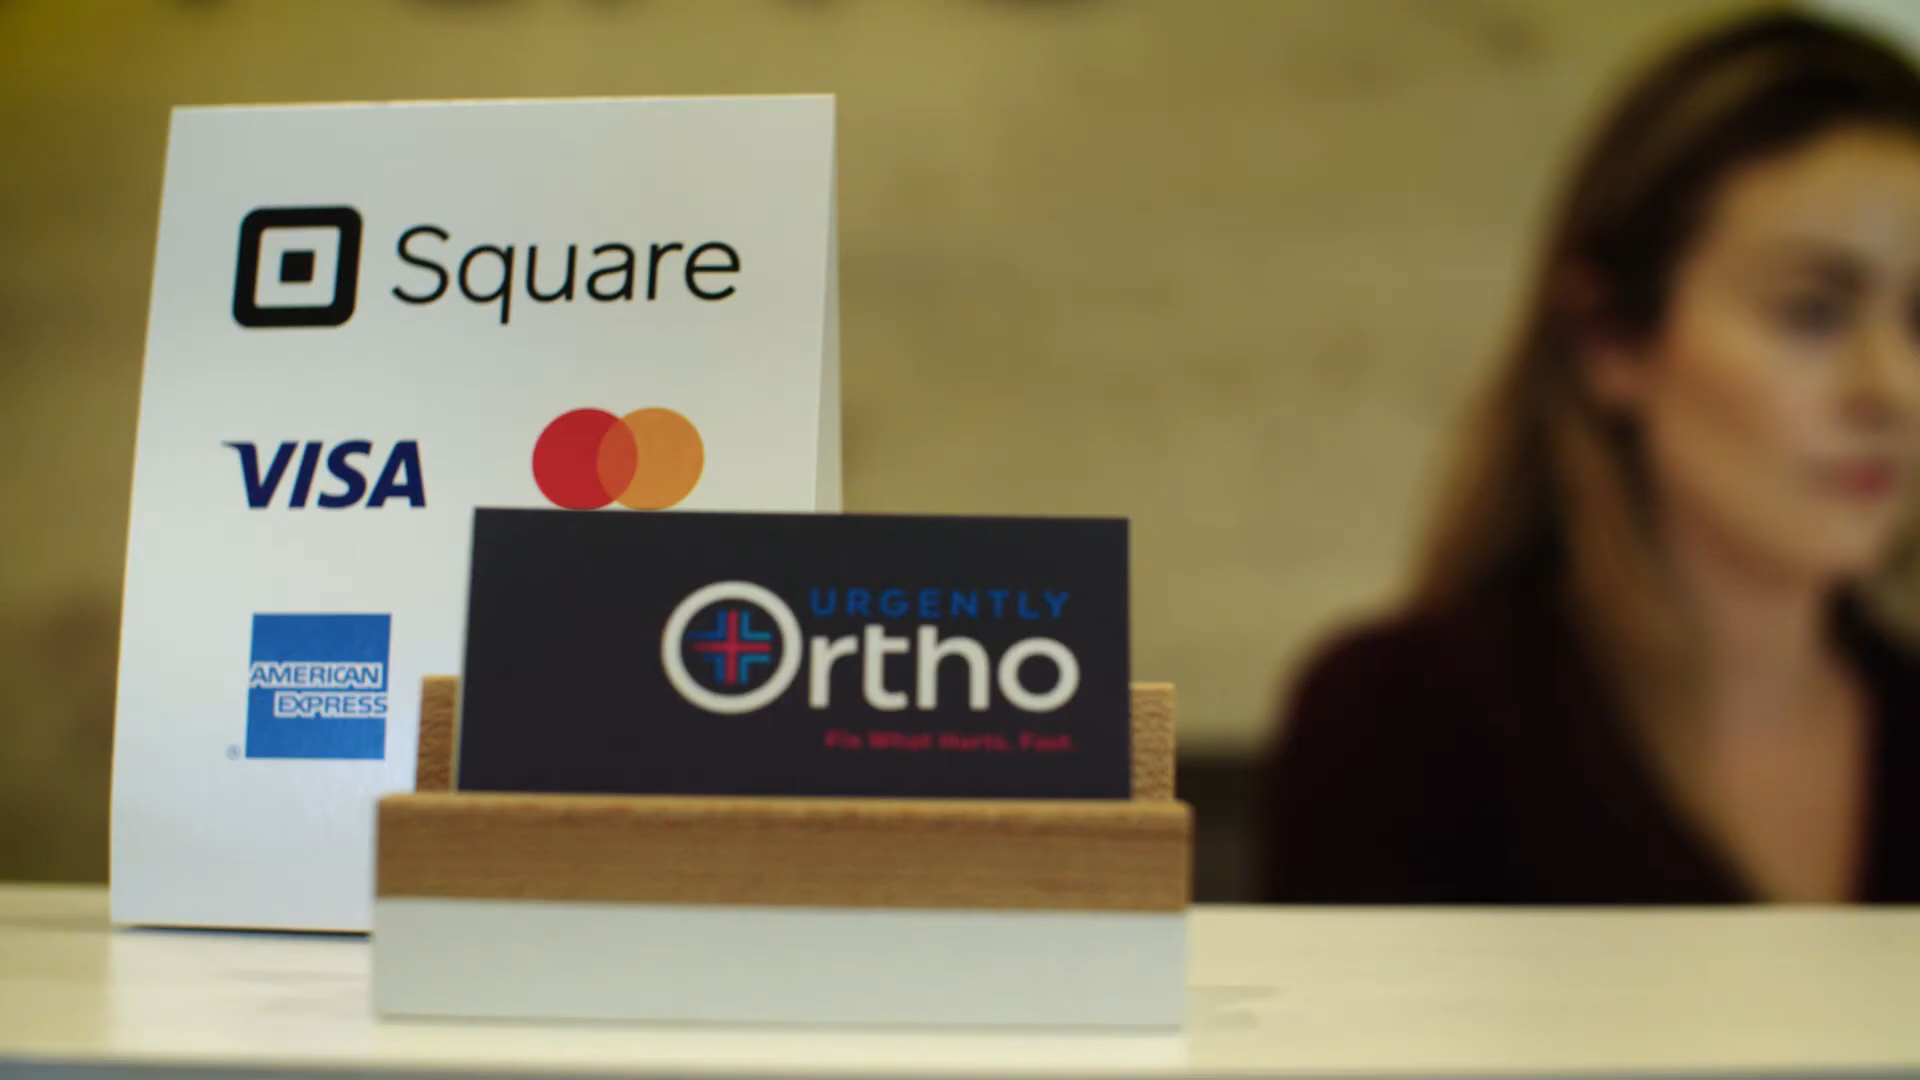 Square
VISA
AMERICAN
EXPRESS
®
URGENTLY
Ortho
Fix What Hurts. Fast.